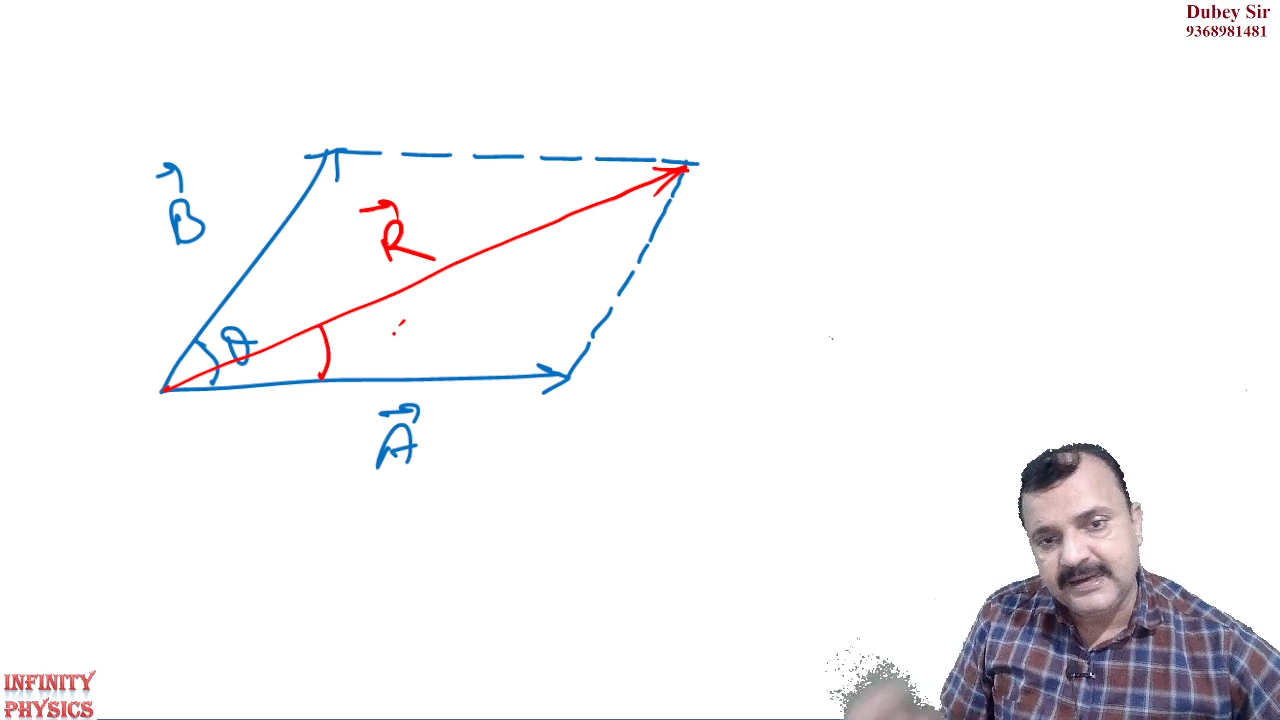 Dubey Sir
9368981481
B
R
θ
A
INFINITY
PHYSICS